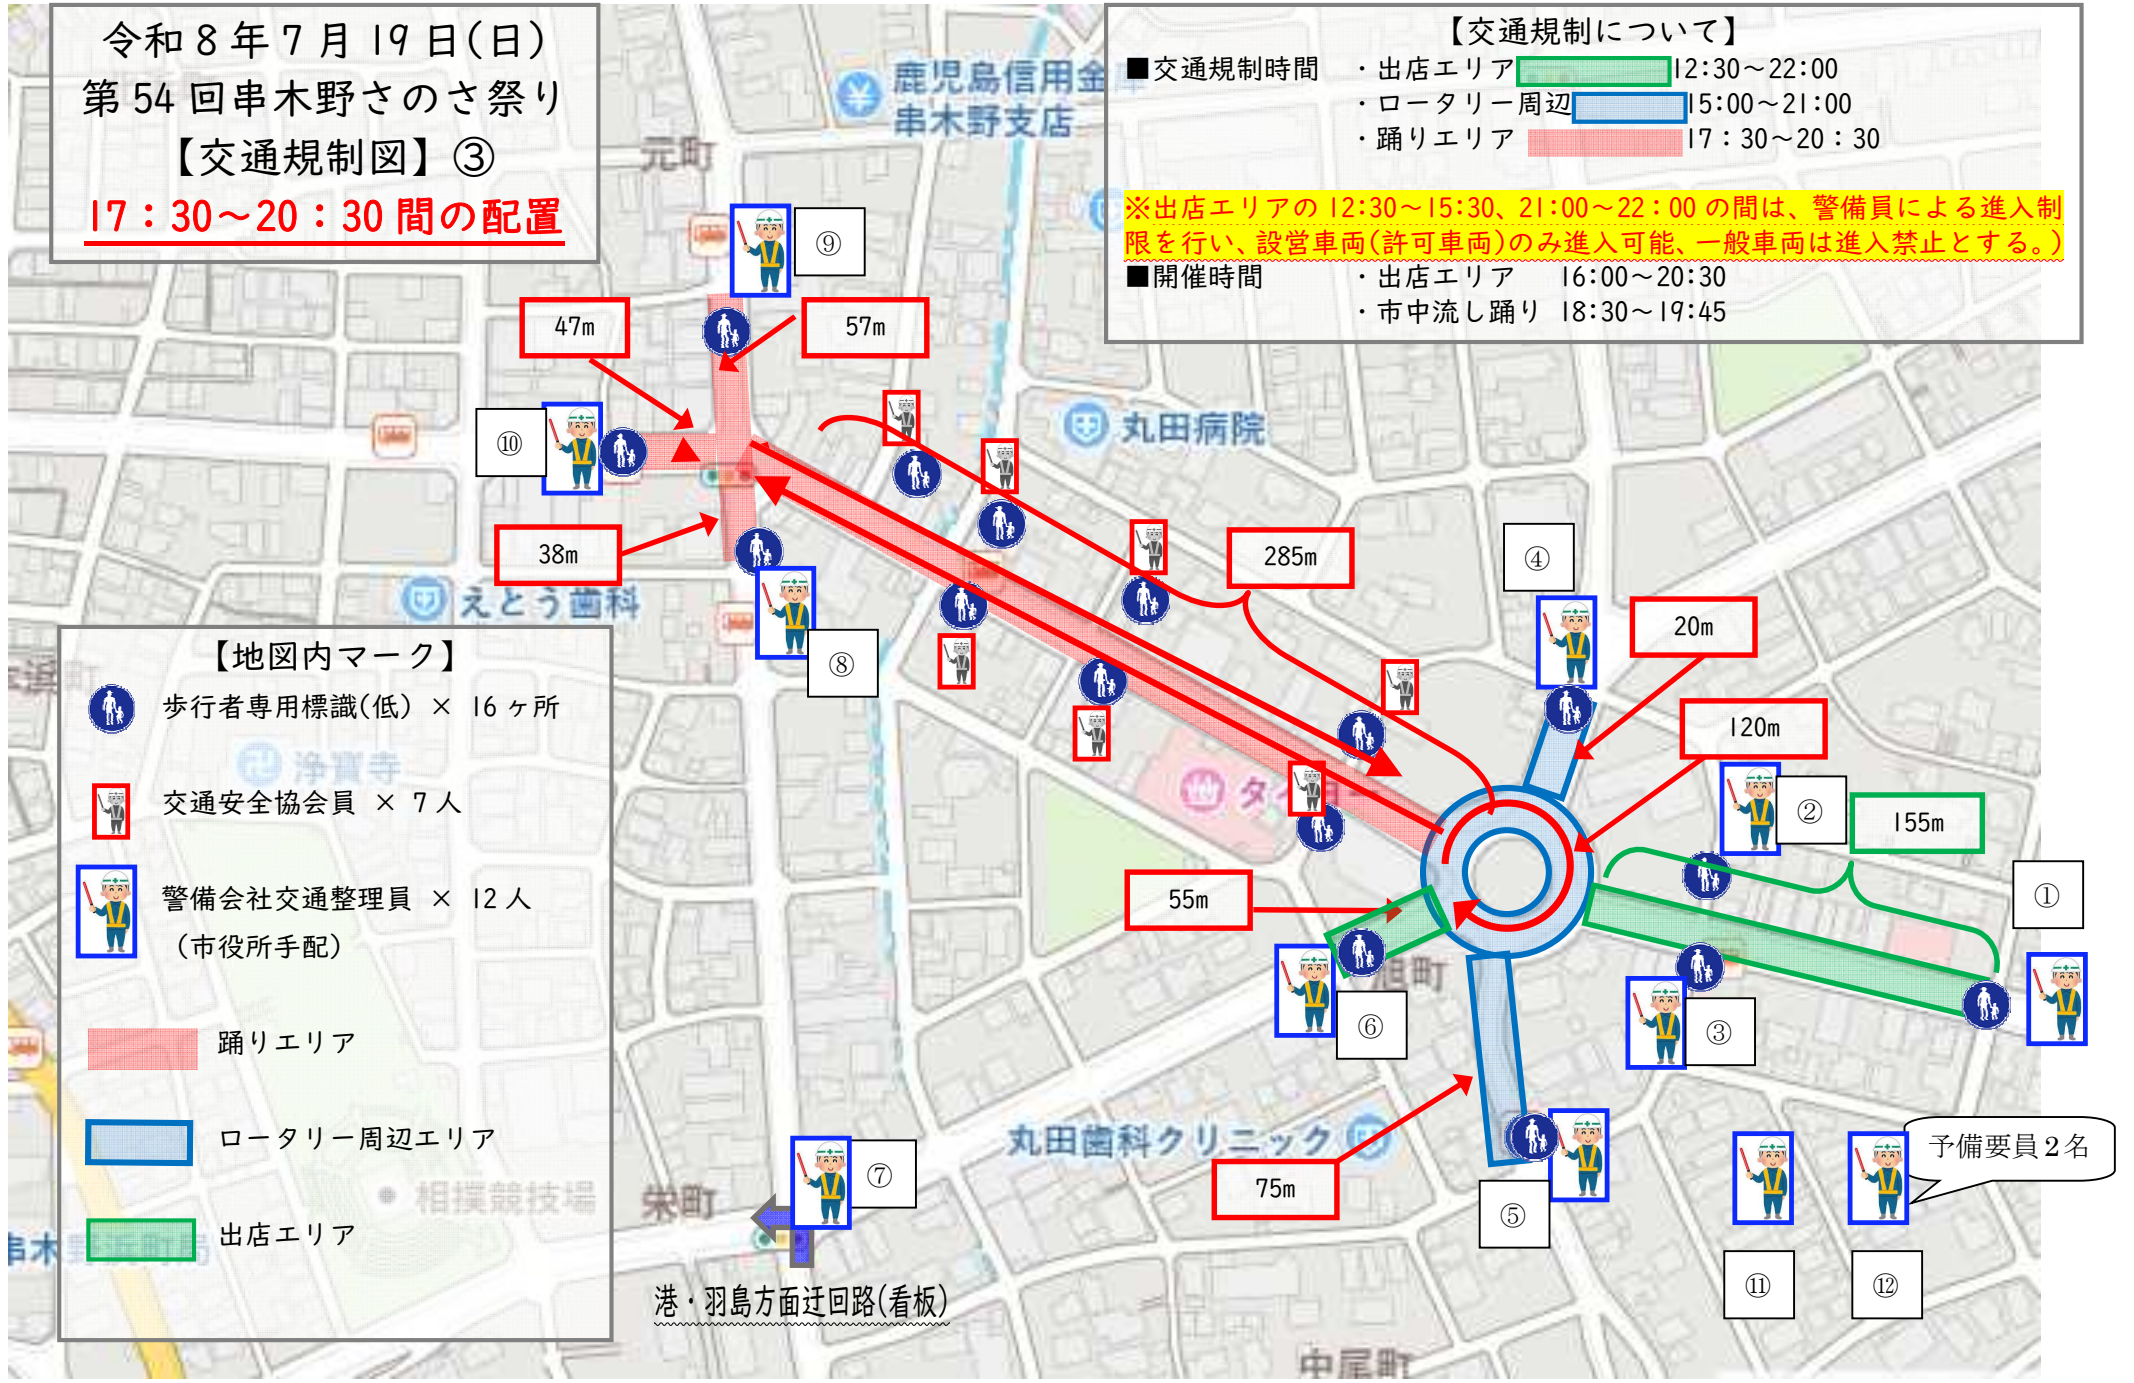 令和8年7月19日(日)
第54回串木野さのさ祭り
【交通規制図】③
17:30～20:30間の配置
【交通規制について】
■交通規制時間 ・出店エリア 12:30～22:00
・ロータリー周辺 15:00～21:00
・踊りエリア 17:30～20:30
※出店エリアの12:30～15:30、21:00～22:00の間は、警備員による進入制
限を行い、設営車両(許可車両)のみ進入可能、一般車両は進入禁止とする。)
■開催時間 ・出店エリア 16:00～20:30
・市中流し踊り 18:30～19:45
鹿児島信用金
串木野支店
元町
⑨
47m
57m
⑩
丸田病院
38m
285m
④
えとう歯科
20m
⑧
120m
②
155m
①
55m
旭町
⑥
③
丸田歯科クリニック
75m
⑤
⑦
栄町
予備要員2名
⑪
⑫
港・羽島方面迂回路(看板)
中尾町
【地図内マーク】
歩行者専用標識(低) × 16ヶ所
浄寳寺
交通安全協会員 × 7人
警備会社交通整理員 × 12人
(市役所手配)
踊りエリア
ロータリー周辺エリア
相撲競技場
出店エリア